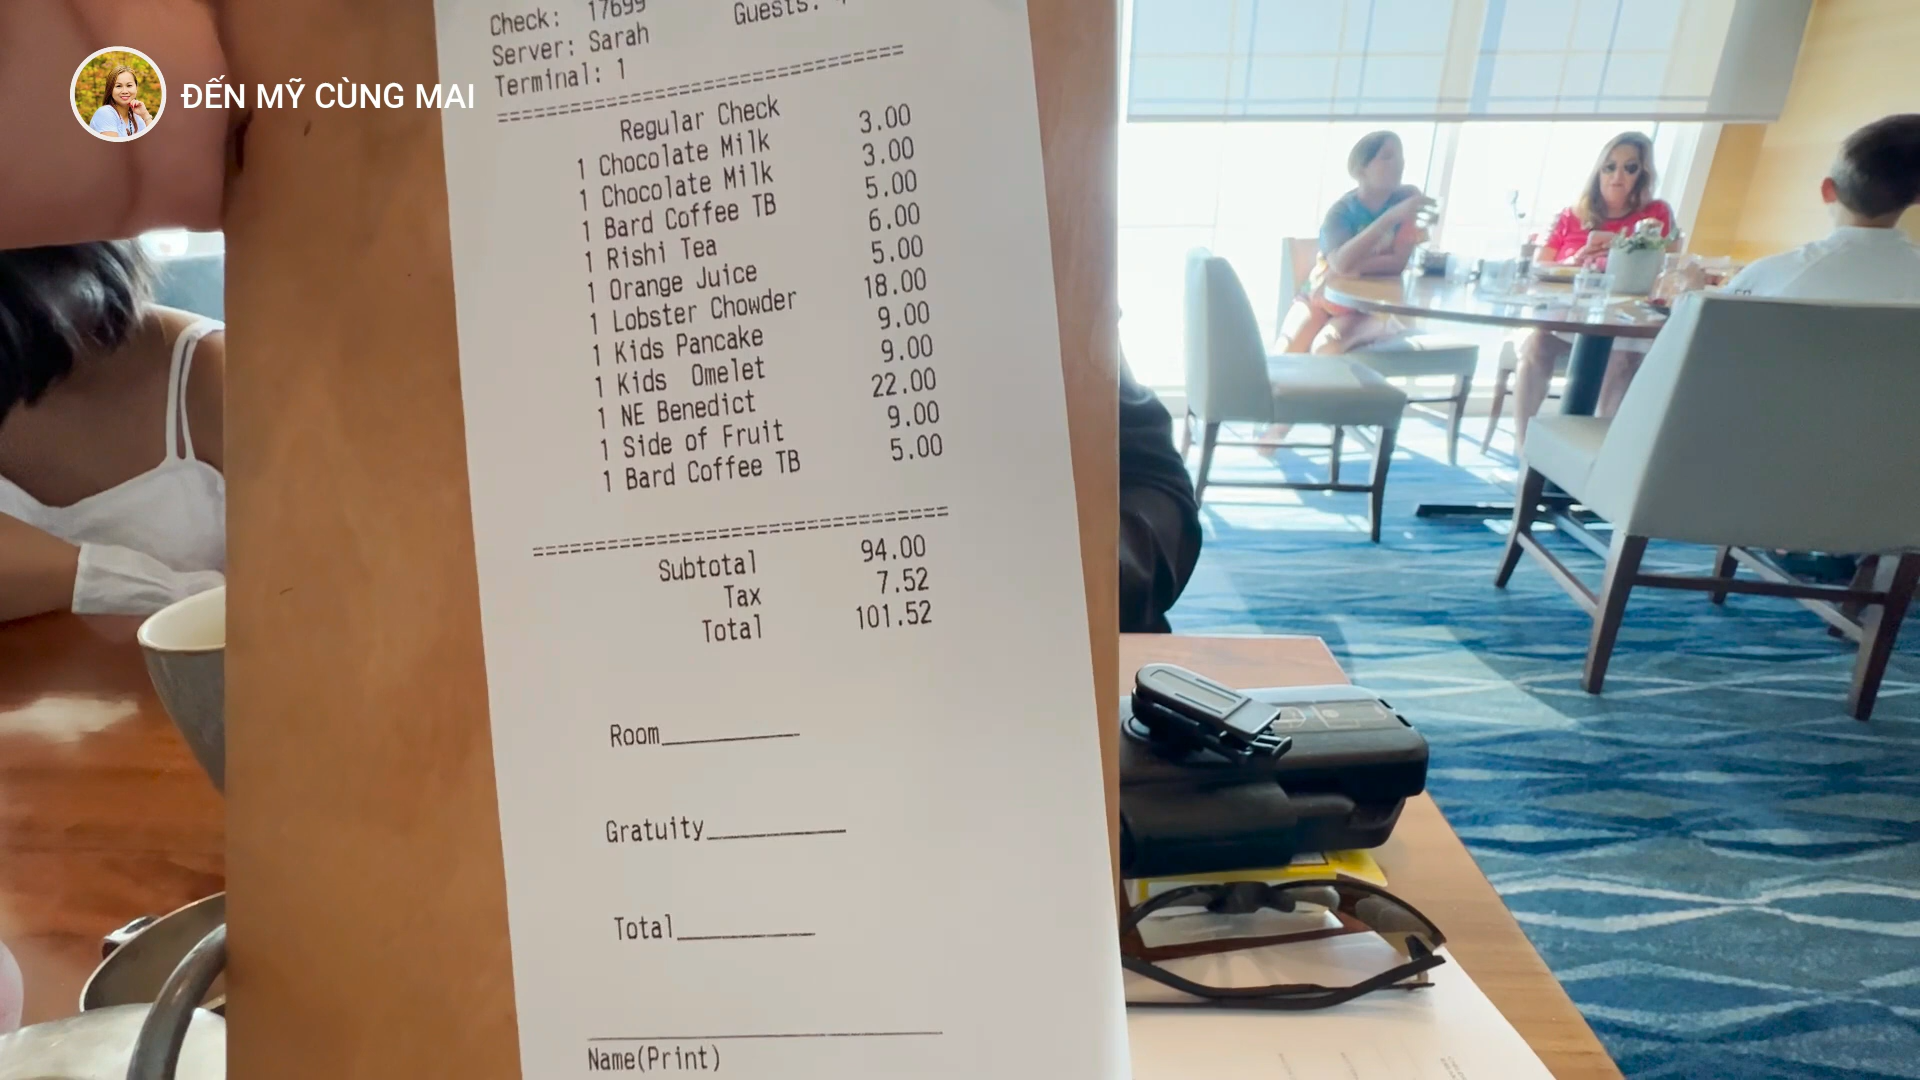 Check: 17699
Guests:
Server: Sarah
Terminal: 1
ĐẾN MỸ CÙNG MAI
Regular Check
1 Chocolate Milk 3.00
1 Chocolate Milk 3.00
1 Bard Coffee TB 5.00
1 Rishi Tea 6.00
1 Orange Juice 5.00
1 Lobster Chowder 18.00
1 Kids Pancake 9.00
1 Kids Omelet 9.00
1 NE Benedict 22.00
1 Side of Fruit 9.00
1 Bard Coffee TB 5.00
Subtotal 94.00
Tax 7.52
Total 101.52
Room
Gratuity
Total
Name(Print)